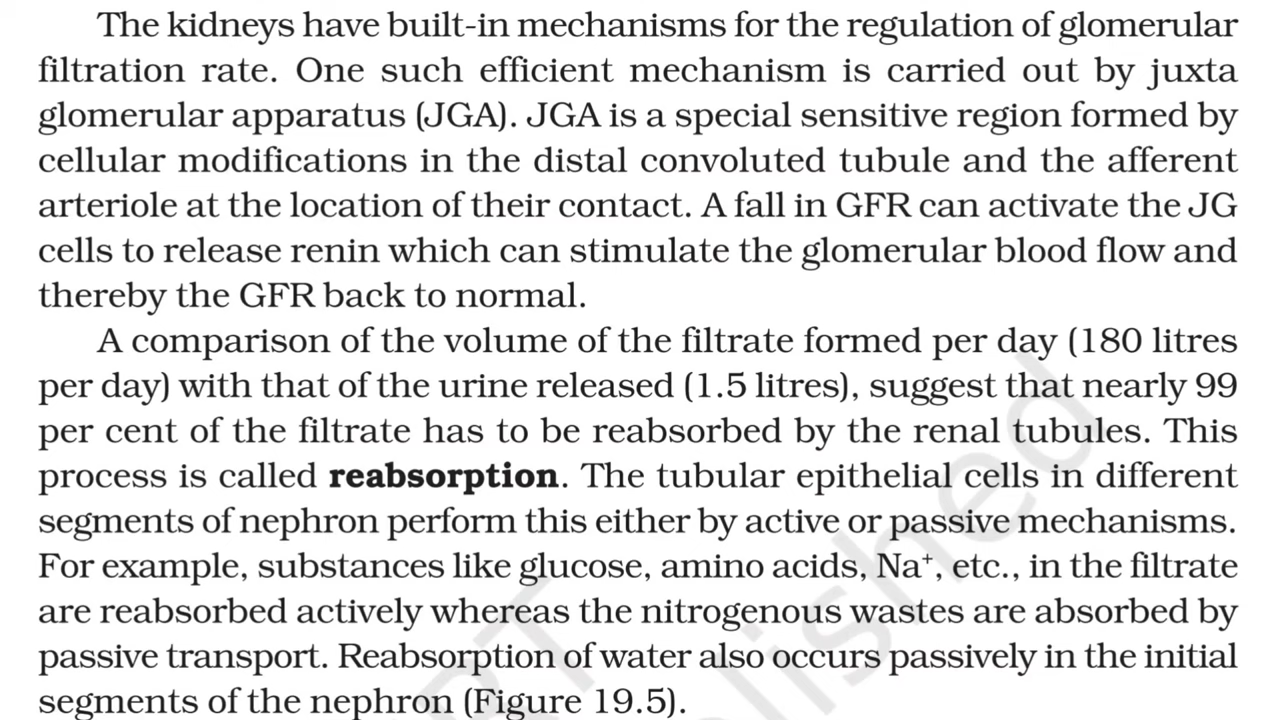 The kidneys have built-in mechanisms for the regulation of glomerular
filtration rate. One such efficient mechanism is carried out by juxta
glomerular apparatus (JGA). JGA is a special sensitive region formed by
cellular modifications in the distal convoluted tubule and the afferent
arteriole at the location of their contact. A fall in GFR can activate the JG
cells to release renin which can stimulate the glomerular blood flow and
thereby the GFR back to normal.
A comparison of the volume of the filtrate formed per day (180 litres
per day) with that of the urine released (1.5 litres), suggest that nearly 99
per cent of the filtrate has to be reabsorbed by the renal tubules. This
process is called reabsorption. The tubular epithelial cells in different
segments of nephron perform this either by active or passive mechanisms.
For example, substances like glucose, amino acids, Na⁺, etc., in the filtrate
are reabsorbed actively whereas the nitrogenous wastes are absorbed by
passive transport. Reabsorption of water also occurs passively in the initial
segments of the nephron (Figure 19.5).